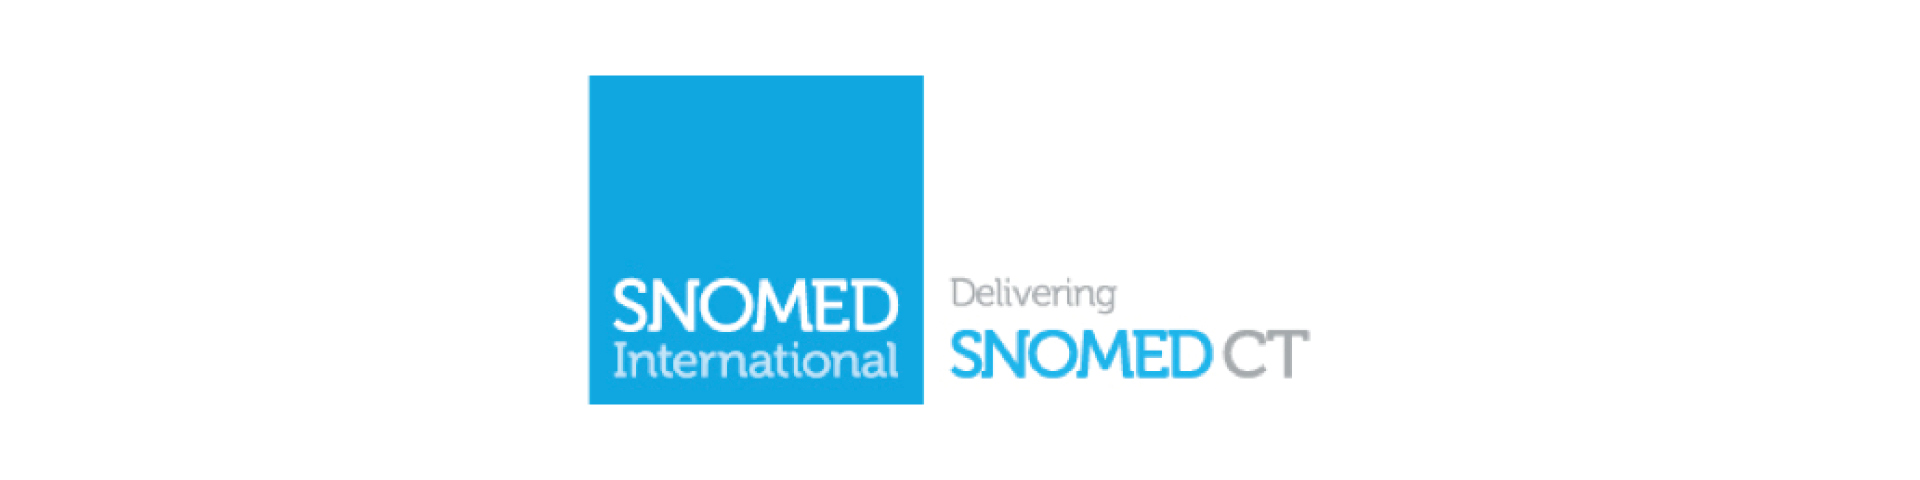 SNOMED
International
Delivering
SNOMED CT